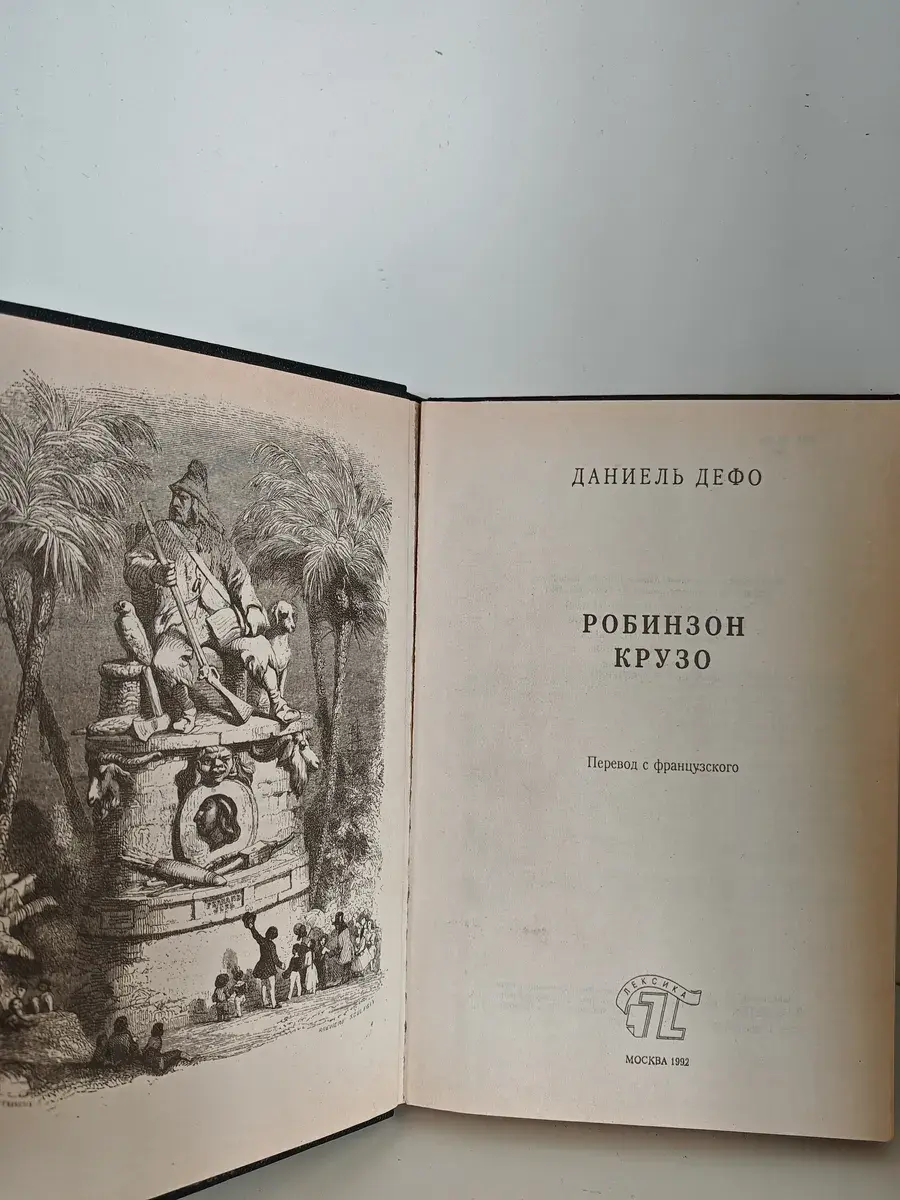 ДАНИЕЛЬ ДЕФО
РОБИНЗОН
КРУЗО
Перевод с французского
ЛЕКСИКА
МОСКВА 1992